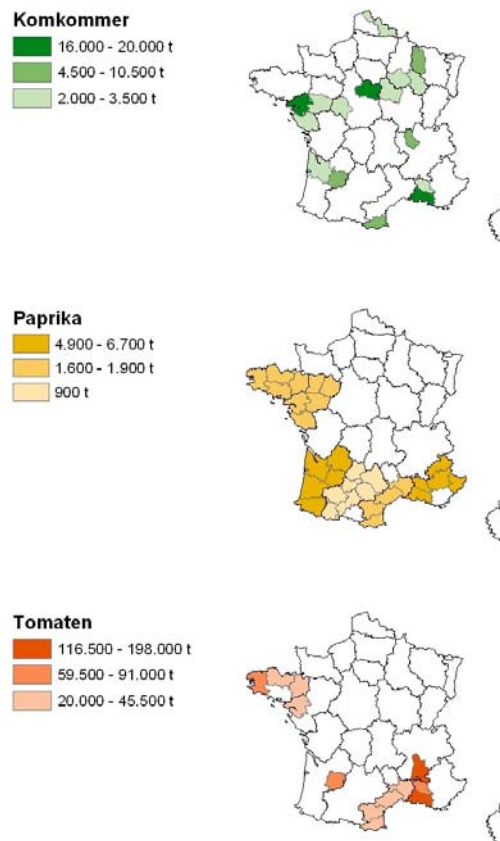 Komkommer
16.000 - 20.000 t
4.500 - 10.500 t
2.000 - 3.500 t
Paprika
4.900 - 6.700 t
1.600 - 1.900 t
900 t
Tomaten
116.500 - 198.000 t
59.500 - 91.000 t
20.000 - 45.500 t